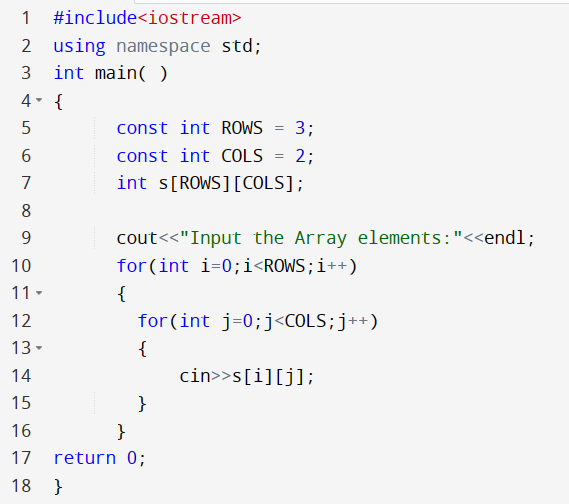 1 #include<iostream>
2 using namespace std;
3 int main( )
4 {
5 const int ROWS = 3;
6 const int COLS = 2;
7 int s[ROWS][COLS];
8
9 cout<<"Input the Array elements:"<<endl;
10 for(int i=0;i<ROWS;i++)
11 {
12 for(int j=0;j<COLS;j++)
13 {
14 cin>>s[i][j];
15 }
16 }
17 return 0;
18 }